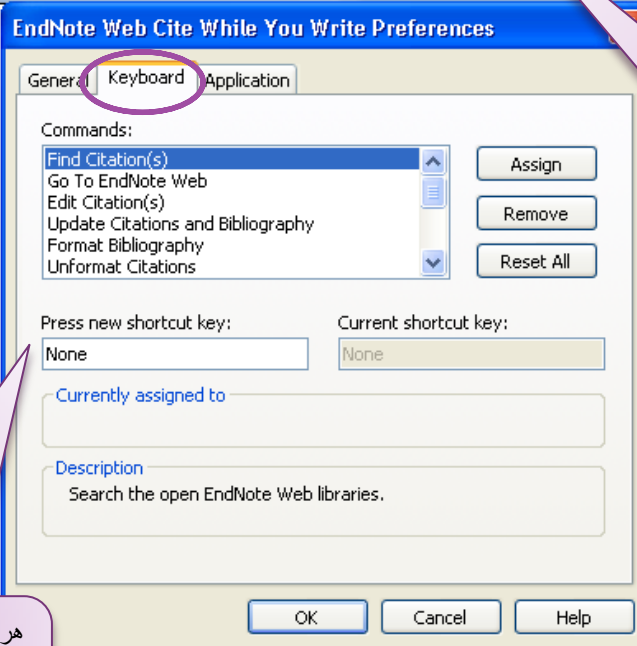 EndNote Web Cite While You Write Preferences
General Keyboard Application
Commands:
Find Citation(s)
Go To EndNote Web
Edit Citation(s)
Update Citations and Bibliography
Format Bibliography
Unformat Citations
Assign
Remove
Reset All
Press new shortcut key: Current shortcut key:
None None
Currently assigned to
Description
Search the open EndNote Web libraries.
OK Cancel Help
هر